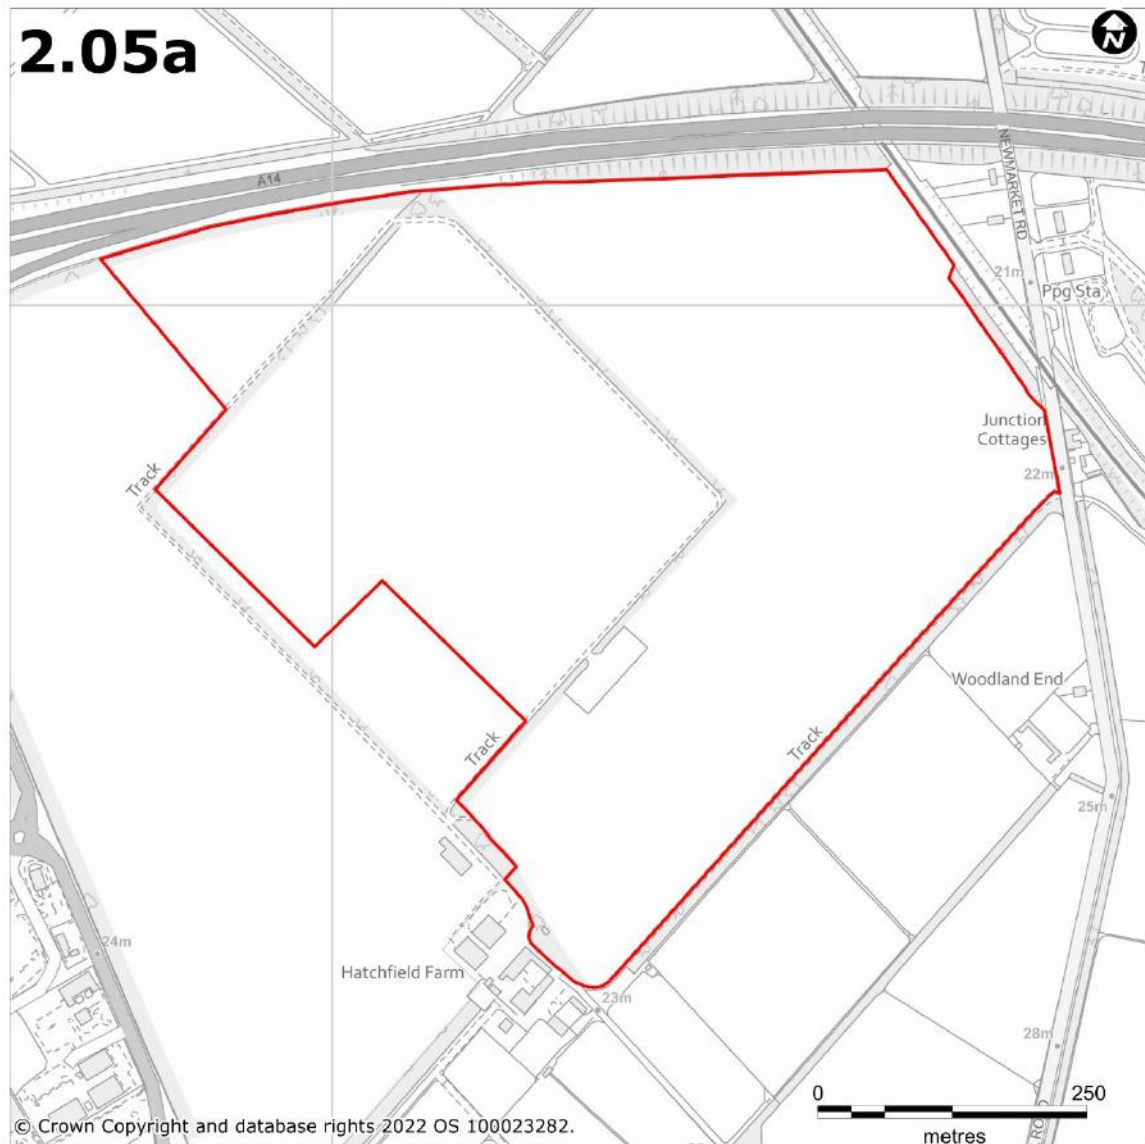 2.05a
N
A14
NEWMARKET RD
21m
Ppg Sta
Junction
Cottages
22m
Track
Woodland End
Track
Track
25m
24m
Hatchfield Farm
23m
28m
0
250
metres
© Crown Copyright and database rights 2022 OS 100023282.